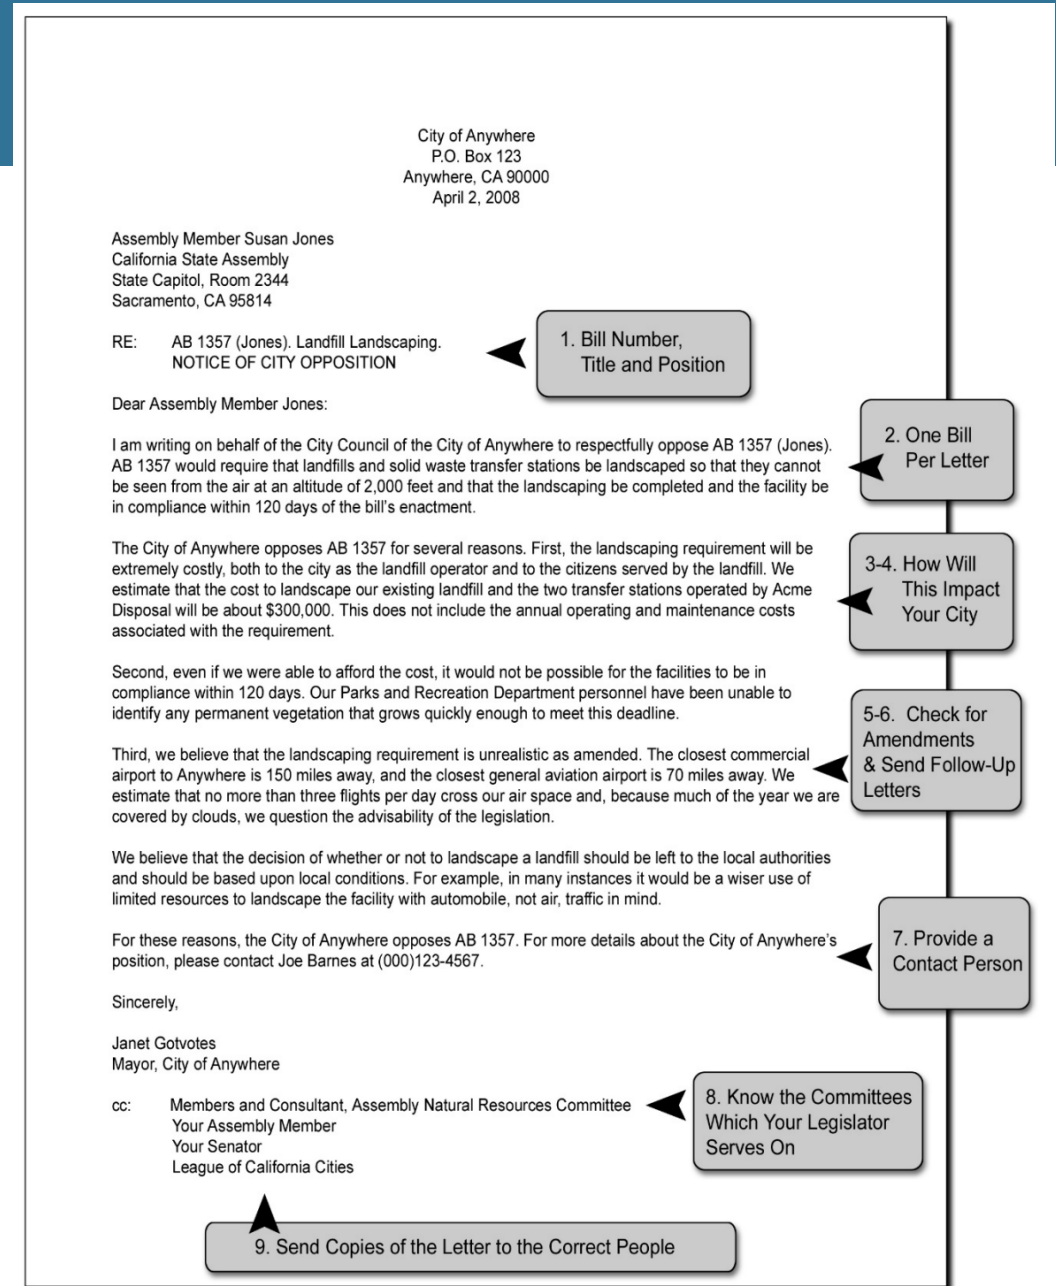 City of Anywhere
P.O. Box 123
Anywhere, CA 90000
April 2, 2008
Assembly Member Susan Jones
California State Assembly
State Capitol, Room 2344
Sacramento, CA 95814
RE: AB 1357 (Jones). Landfill Landscaping.
NOTICE OF CITY OPPOSITION
1. Bill Number,
Title and Position
Dear Assembly Member Jones:
I am writing on behalf of the City Council of the City of Anywhere to respectfully oppose AB 1357 (Jones).
AB 1357 would require that landfills and solid waste transfer stations be landscaped so that they cannot
be seen from the air at an altitude of 2,000 feet and that the landscaping be completed and the facility be
in compliance within 120 days of the bill's enactment.
2. One Bill
Per Letter
The City of Anywhere opposes AB 1357 for several reasons. First, the landscaping requirement will be
extremely costly, both to the city as the landfill operator and to the citizens served by the landfill. We
estimate that the cost to landscape our existing landfill and the two transfer stations operated by Acme
Disposal will be about $300,000. This does not include the annual operating and maintenance costs
associated with the requirement.
3-4. How Will
This Impact
Your City
Second, even if we were able to afford the cost, it would not be possible for the facilities to be in
compliance within 120 days. Our Parks and Recreation Department personnel have been unable to
identify any permanent vegetation that grows quickly enough to meet this deadline.
Third, we believe that the landscaping requirement is unrealistic as amended. The closest commercial
airport to Anywhere is 150 miles away, and the closest general aviation airport is 70 miles away. We
estimate that no more than three flights per day cross our air space and, because much of the year we are
covered by clouds, we question the advisability of the legislation.
5-6. Check for
Amendments
& Send Follow-Up
Letters
We believe that the decision of whether or not to landscape a landfill should be left to the local authorities
and should be based upon local conditions. For example, in many instances it would be a wiser use of
limited resources to landscape the facility with automobile, not air, traffic in mind.
For these reasons, the City of Anywhere opposes AB 1357. For more details about the City of Anywhere's
position, please contact Joe Barnes at (000)123-4567.
7. Provide a
Contact Person
Sincerely,
Janet Gotvotes
Mayor, City of Anywhere
cc: Members and Consultant, Assembly Natural Resources Committee
Your Assembly Member
Your Senator
League of California Cities
8. Know the Committees
Which Your Legislator
Serves On
9. Send Copies of the Letter to the Correct People